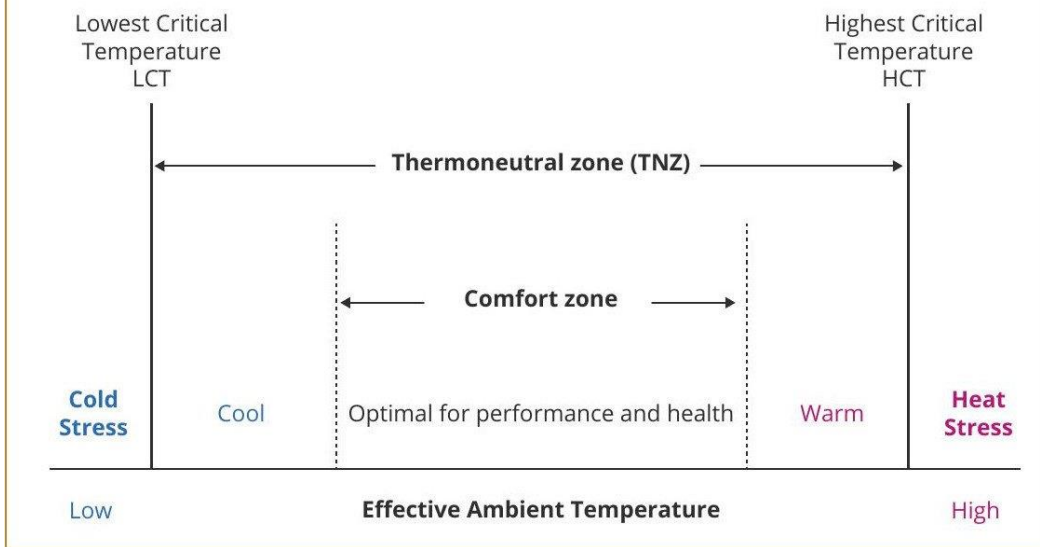 Lowest Critical
Temperature
LCT
Highest Critical
Temperature
HCT
Thermoneutral zone (TNZ)
Comfort zone
Cold
Stress
Cool
Optimal for performance and health
Warm
Heat
Stress
Low
Effective Ambient Temperature
High